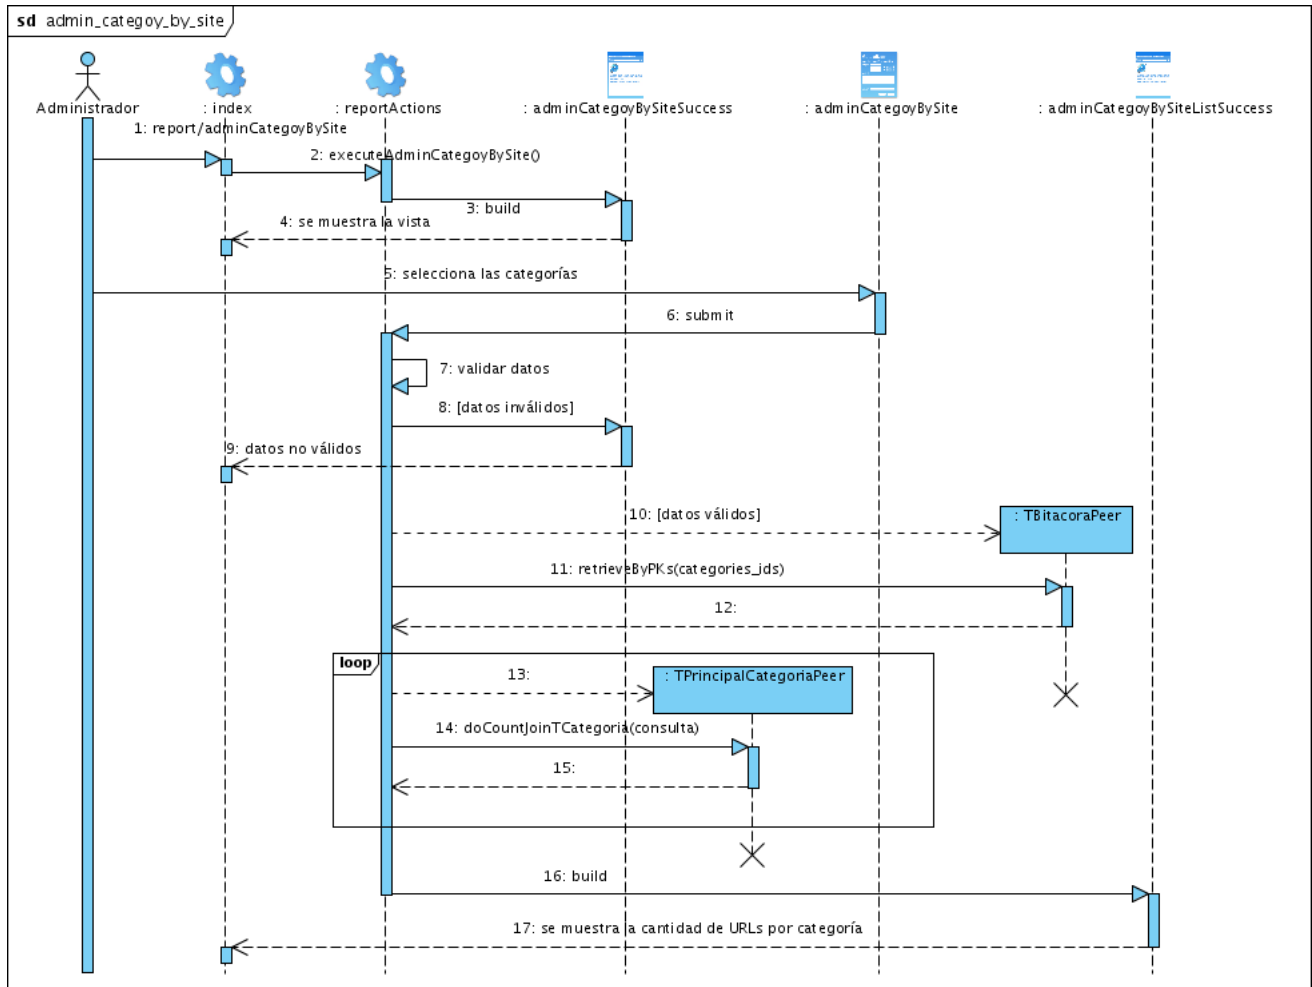 sd admin_categoy_by_site
Administrador
: index
: reportActions
: adminCategoyBySiteSuccess
: adminCategoyBySite
: adminCategoyBySiteListSuccess
1: report/adminCategoyBySite
2: executeAdminCategoyBySite()
3: build
4: se muestra la vista
5: selecciona las categorías
6: submit
7: validar datos
8: [datos inválidos]
9: datos no válidos
10: [datos válidos]
: TBitacoraPeer
11: retrieveByPKs(categories_ids)
12:
loop
13:
: TPrincipalCategoriaPeer
14: doCountJoinTCategoria(consulta)
15:
16: build
17: se muestra la cantidad de URLs por categoría